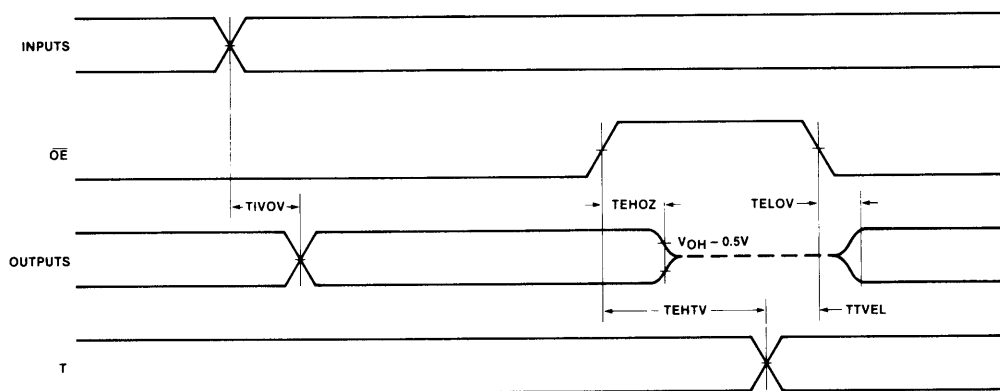 INPUTS
OE
TIVOV
TEHOZ
TELOV
VOH – 0.5V
OUTPUTS
TEHTV
TTVEL
T